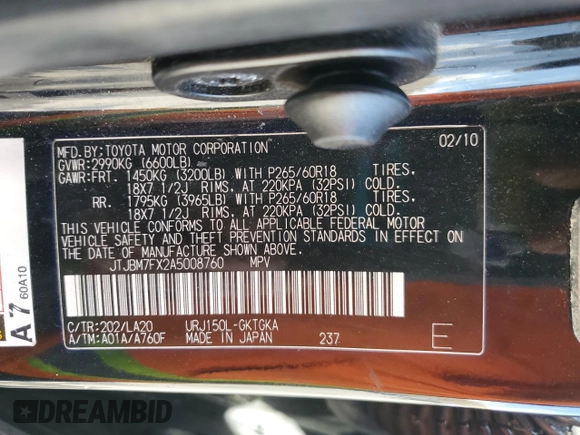 MFD.BY:TOYOTA MOTOR CORPORATION 02/10
GVWR:2990KG (6600LB)
GAWR:FRT. 1450KG (3200LB) WITH P265/60R18 TIRES.
18X7 1/2J RIMS. AT 220KPA (32PSI) COLD.
RR. 1795KG (3965LB) WITH P265/60R18 TIRES.
18X7 1/2J RIMS. AT 220KPA (32PSI) COLD.
THIS VEHICLE CONFORMS TO ALL APPLICABLE FEDERAL MOTOR
VEHICLE SAFETY AND THEFT PREVENTION STANDARDS IN EFFECT ON
THE DATE OF MANUFACTURE SHOWN ABOVE.
JTJBM7FX2A5008760 MPV
C/TR:202/LA20 URJ150L-GKTGKA
A/TM:A01A/A760F MADE IN JAPAN 237 E
A7
60A10
DREAMBID